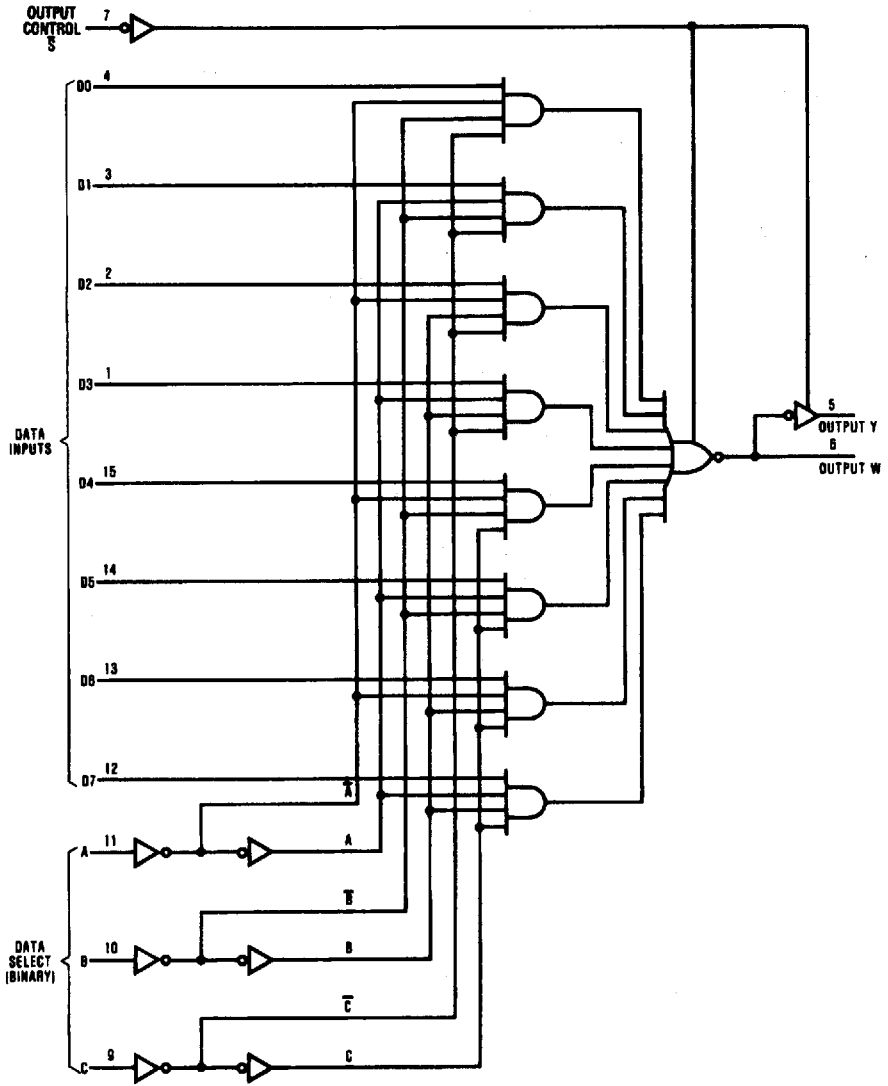 OUTPUT
CONTROL
S̅
7
D0 4
D1 3
D2 2
D3 1
DATA
INPUTS
D4 15
D5 14
D6 13
D7 12
5
OUTPUT Y
6
OUTPUT W
A̅
A 11
A
B̅
DATA
SELECT
(BINARY)
B 10
B
C̅
C 9
C